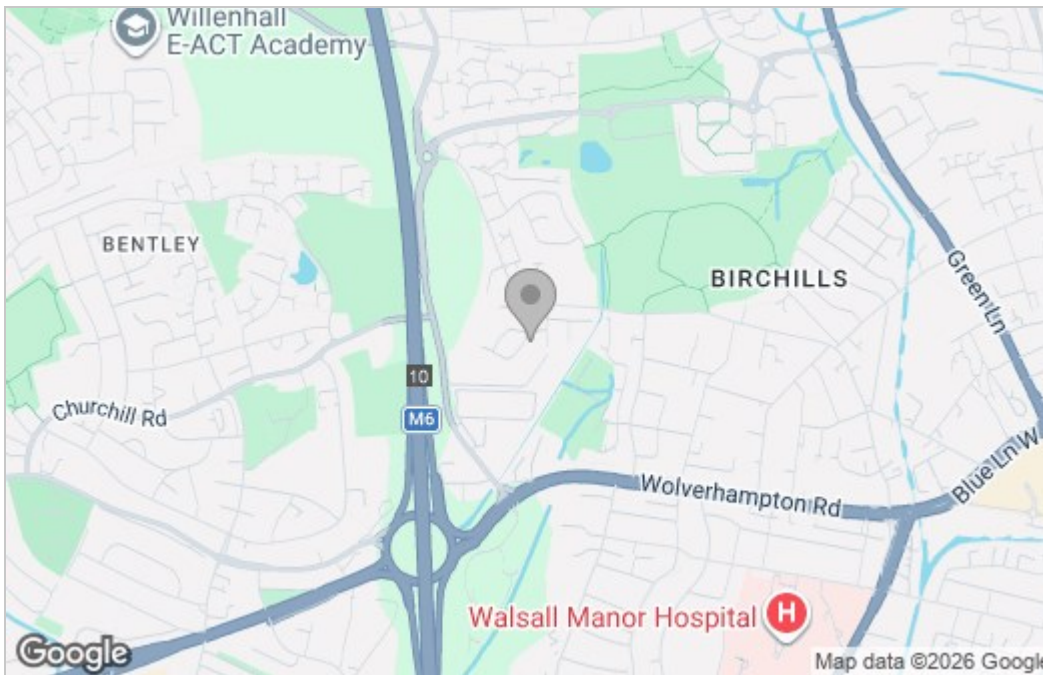 Willenhall
E-ACT Academy
BENTLEY
BIRCHILLS
Green Ln
10
M6
Churchill Rd
Wolverhampton Rd
Blue Ln W
Walsall Manor Hospital
H
Google
Map data ©2026 Google